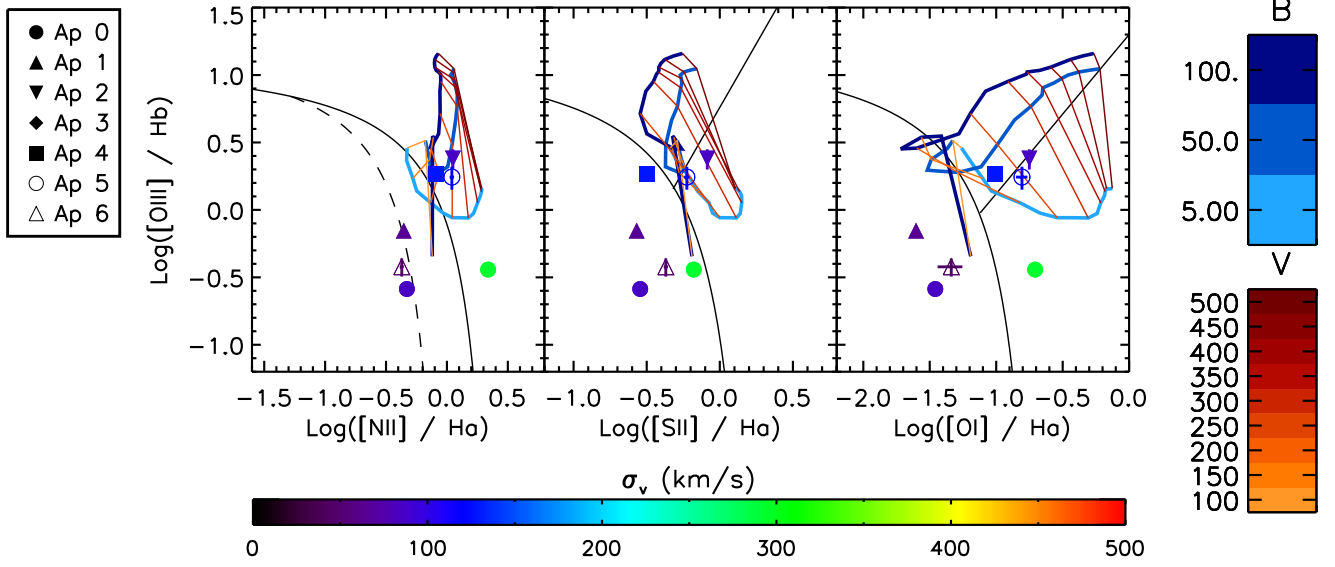 Ap 0
Ap 1
Ap 2
Ap 3
Ap 4
Ap 5
Ap 6
Log([OIII] / Hb)
1.5
1.0
0.5
0.0
−0.5
−1.0
−1.5 −1.0 −0.5 0.0 0.5
Log([NII] / Ha)
−1.0 −0.5 0.0 0.5
Log([SII] / Ha)
−2.0 −1.5 −1.0 −0.5 0.0
Log([OI] / Ha)
B
100.
50.0
5.00
V
500
450
400
350
300
250
200
150
100
σv (km/s)
0 100 200 300 400 500